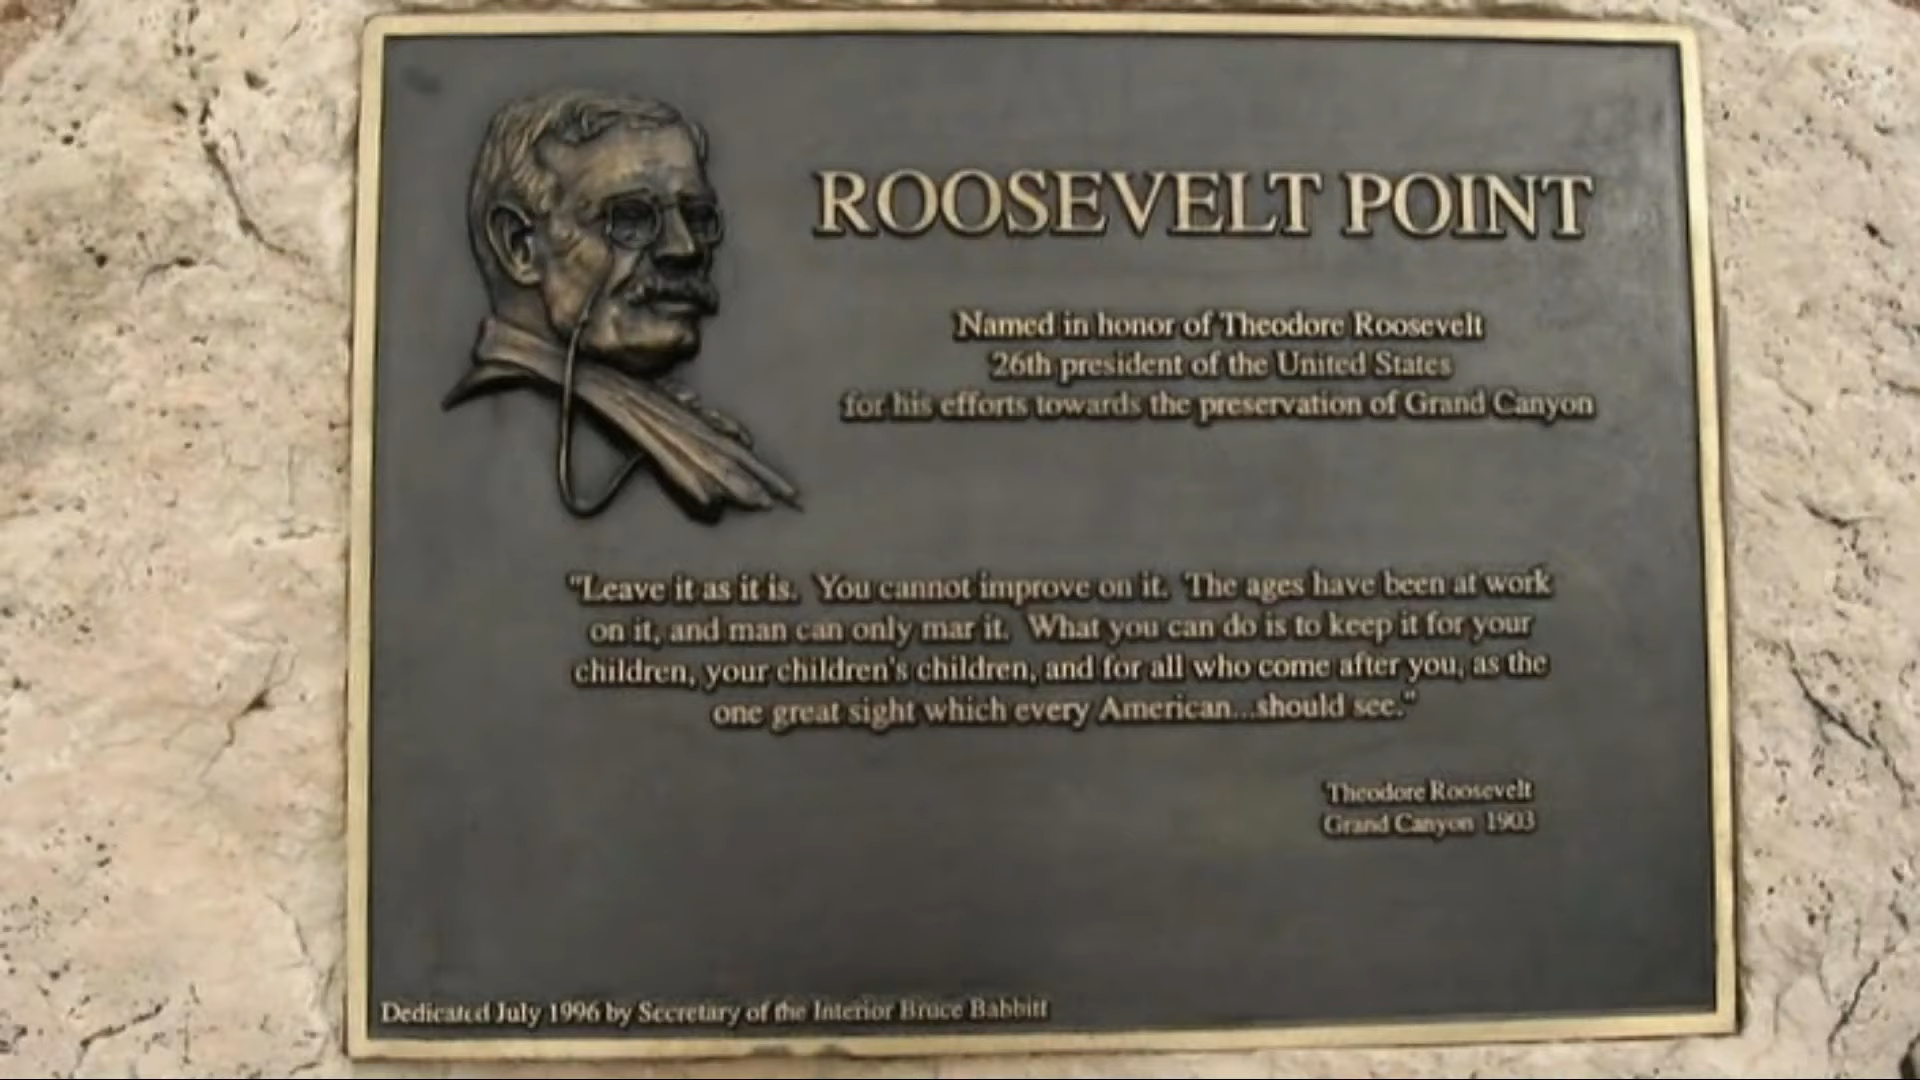 ROOSEVELT POINT
Named in honor of Theodore Roosevelt
26th president of the United States
for his efforts towards the preservation of Grand Canyon
"Leave it as it is. You cannot improve on it. The ages have been at work
on it, and man can only mar it. What you can do is to keep it for your
children, your children's children, and for all who come after you, as the
one great sight which every American...should see."
Theodore Roosevelt
Grand Canyon 1903
Dedicated July 1996 by Secretary of the Interior Bruce Babbitt